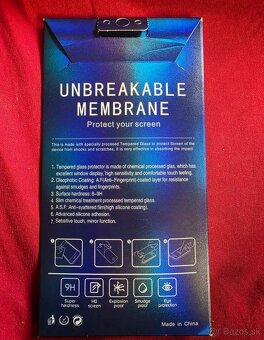 UNBREAKABLE
MEMBRANE
Protect your screen
This is made with specially processed Tempered Glass to protect Screen of the
device from shocks and scratches. It is very effective in absorbing the impact
1. Tempered glass protector is made of chemical processed glas, which has
excellent window display, high sensitivity and comfortable touch feeling.
2. Oleophobic Coating: A.F(Anti-Fingerprint) coated layer for resistance
against smudges and fingerprints.
3. Surface hardness: 8-9H
4. Slim chemical treatment processed tempered glass.
5. A.S.F: Anti-scattered film(high silicone coating).
6. Advanced silicone adhesion.
7. Sensitive touch, mirror function.
9H
HD
Super
hardness
HD
screen
Explosion
proof
Smudge
proof
Eye
protection
Made in China
bazos.sk